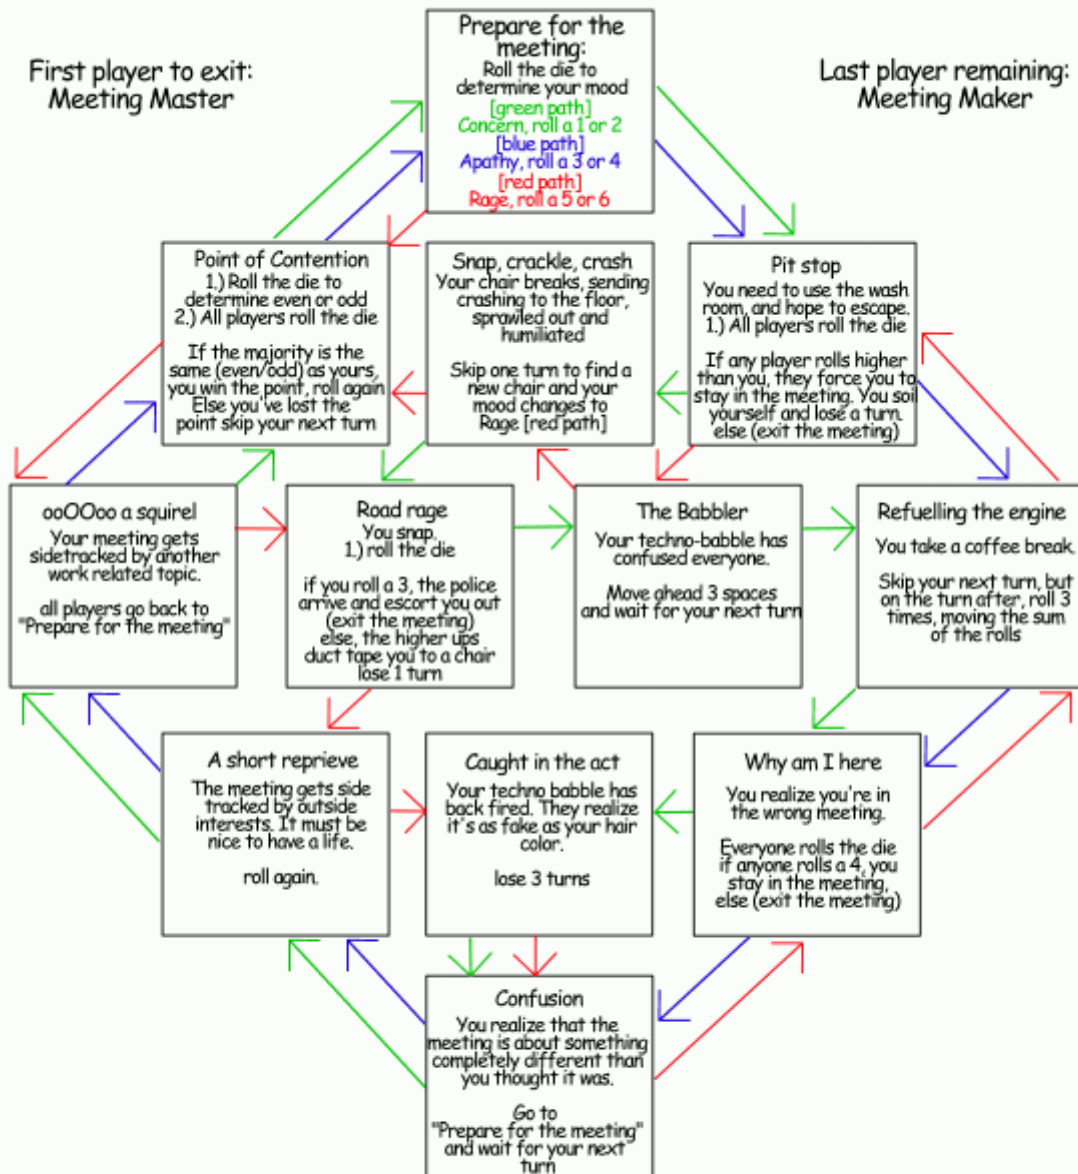 First player to exit:
Meeting Master
Prepare for the
meeting:
Roll the die to
determine your mood
[green path]
Concern, roll a 1 or 2
[blue path]
Apathy, roll a 3 or 4
[red path]
Rage, roll a 5 or 6
Last player remaining:
Meeting Maker
Point of Contention
1.) Roll the die to
determine even or odd
2.) All players roll the die
If the majority is the
same (even/odd) as yours,
you win the point, roll again
Else you've lost the
point skip your next turn
Snap, crackle, crash
Your chair breaks, sending
crashing to the floor,
sprawled out and
humiliated
Skip one turn to find a
new chair and your
mood changes to
Rage [red path]
Pit stop
You need to use the wash
room, and hope to escape.
1.) All players roll the die
If any player rolls higher
than you, they force you to
stay in the meeting. You soil
yourself and lose a turn.
else (exit the meeting)
ooOOoo a squirel
Your meeting gets
sidetracked by another
work related topic.
all players go back to
"Prepare for the meeting"
Road rage
You snap.
1.) roll the die
if you roll a 3, the police
arrive and escort you out
(exit the meeting)
else, the higher ups
duct tape you to a chair
lose 1 turn
The Babbler
Your techno-babble has
confused everyone.
Move ahead 3 spaces
and wait for your next turn
Refuelling the engine
You take a coffee break.
Skip your next turn, but
on the turn after, roll 3
times, moving the sum
of the rolls
A short reprieve
The meeting gets side
tracked by outside
interests. It must be
nice to have a life.
roll again.
Caught in the act
Your techno babble has
back fired. They realize
it's as fake as your hair
color.
lose 3 turns
Why am I here
You realize you're in
the wrong meeting.
Everyone rolls the die
if anyone rolls a 4, you
stay in the meeting,
else (exit the meeting)
Confusion
You realize that the
meeting is about something
completely different than
you thought it was.
Go to
"Prepare for the meeting"
and wait for your next
turn